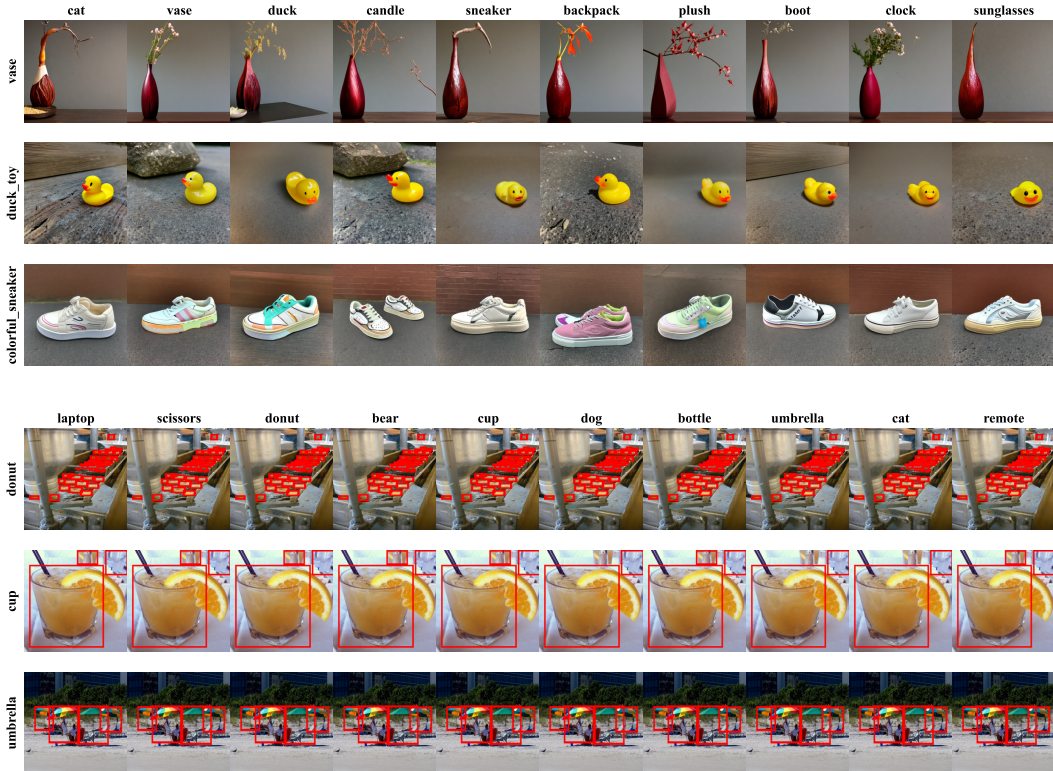 cat vase duck candle sneaker backpack plush boot clock sunglasses
vase
duck_toy
colorful_sneaker
laptop scissors donut bear cup dog bottle umbrella cat remote
donut
cup
umbrella